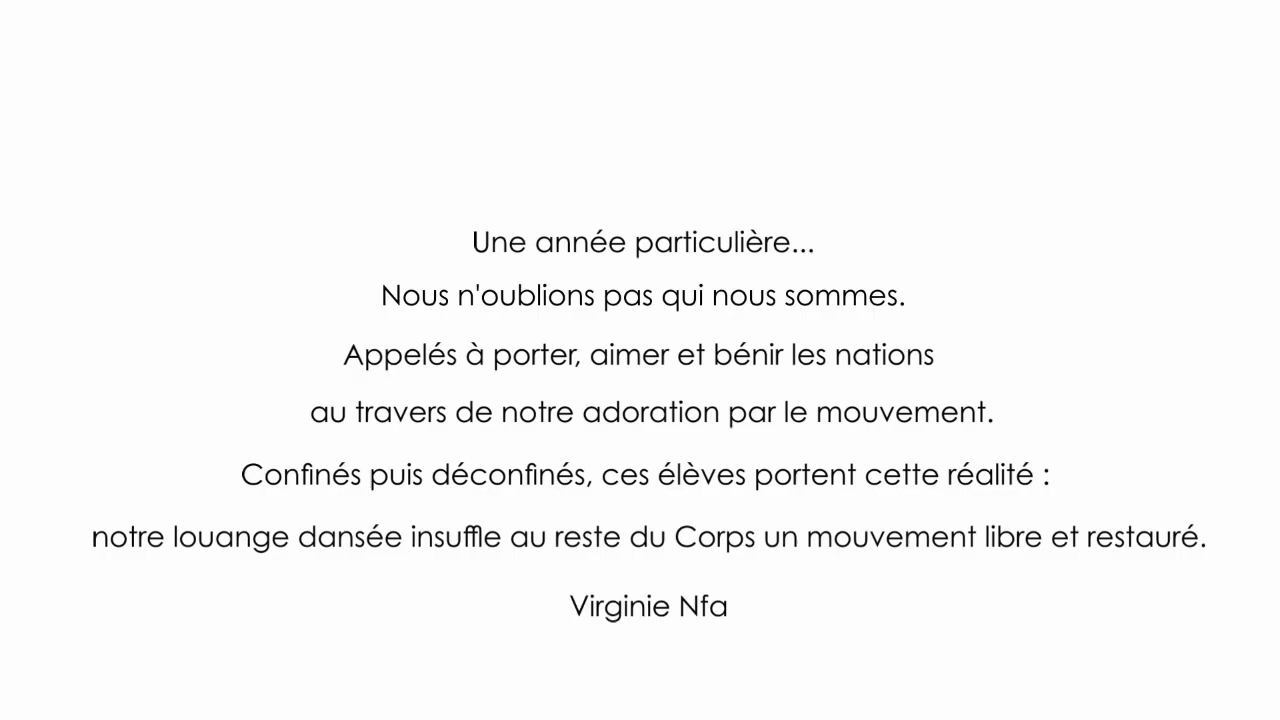 Une année particulière...
Nous n'oublions pas qui nous sommes.
Appelés à porter, aimer et bénir les nations
au travers de notre adoration par le mouvement.
Confinés puis déconfinés, ces élèves portent cette réalité :
notre louange dansée insuffle au reste du Corps un mouvement libre et restauré.
Virginie Nfa